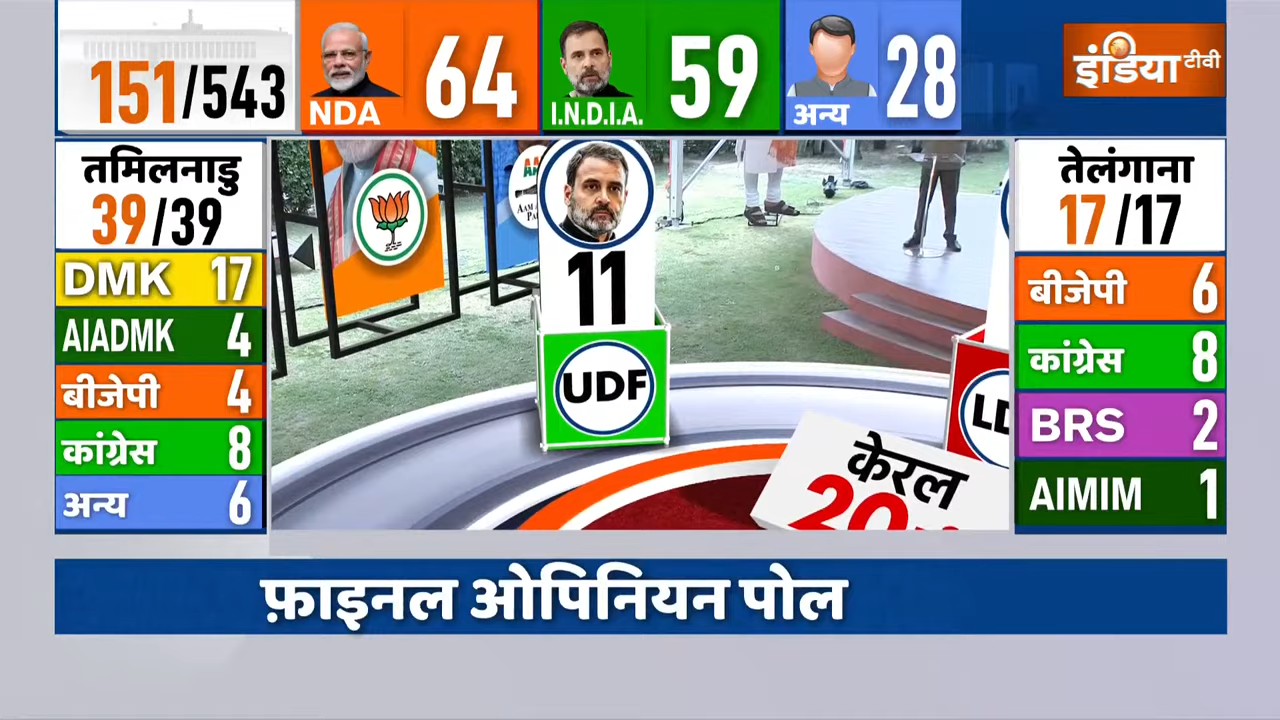 151/543
NDA
64
I.N.D.I.A.
59
अन्य
28
इंडिया टीवी
तमिलनाडु
39/39
DMK 17
AIADMK 4
बीजेपी 4
कांग्रेस 8
अन्य 6
11
UDF
केरल
तेलंगाना
17/17
बीजेपी 6
कांग्रेस 8
BRS 2
AIMIM 1
फ़ाइनल ओपिनियन पोल